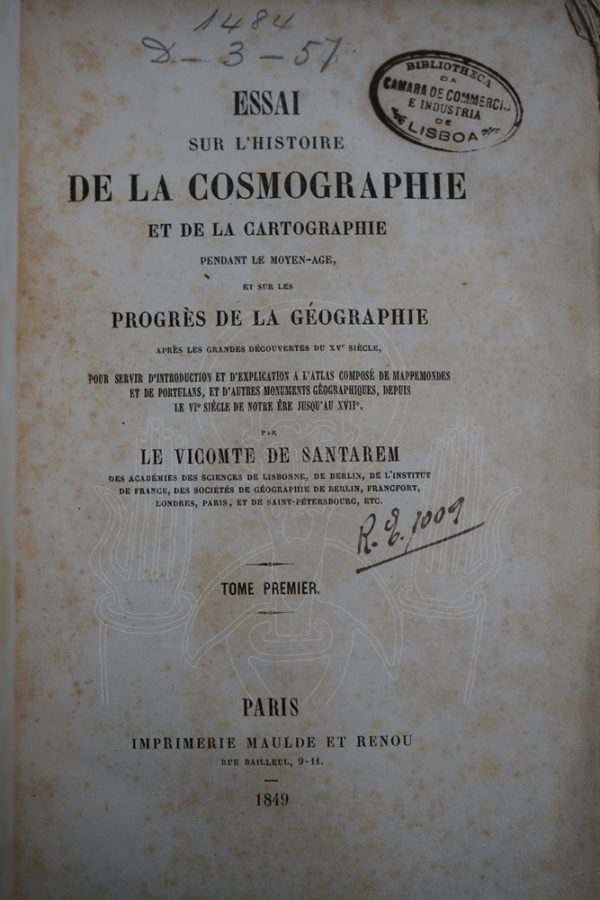 1484
D-3-57
BIBLIOTHECA
DA
CAMARA DE COMMERCIO
E INDUSTRIA
DE
LISBOA
ESSAI
SUR L'HISTOIRE
DE LA COSMOGRAPHIE
ET DE LA CARTOGRAPHIE
PENDANT LE MOYEN-AGE,
ET SUR LES
PROGRÈS DE LA GÉOGRAPHIE
APRÈS LES GRANDES DÉCOUVERTES DU XVe SIÈCLE,
POUR SERVIR D'INTRODUCTION ET D'EXPLICATION A L'ATLAS COMPOSÉ DE MAPPEMONDES
ET DE PORTULANS, ET D'AUTRES MONUMENTS GÉOGRAPHIQUES, DEPUIS
LE VIe SIÈCLE DE NOTRE ÈRE JUSQU'AU XVIIe.
PAR
LE VICOMTE DE SANTAREM
DES ACADÉMIES DES SCIENCES DE LISBONNE, DE BERLIN, DE L'INSTITUT
DE FRANCE, DES SOCIETÉS DE GÉOGRAPHIE DE BERLIN, FRANCFORT,
LONDRES, PARIS, ET DE SAINT-PÉTERSBOURG, ETC.
R. E. 1009
TOME PREMIER.
PARIS
IMPRIMERIE MAULDE ET RENOU
RUE BAILLEUL, 9-11.
1849